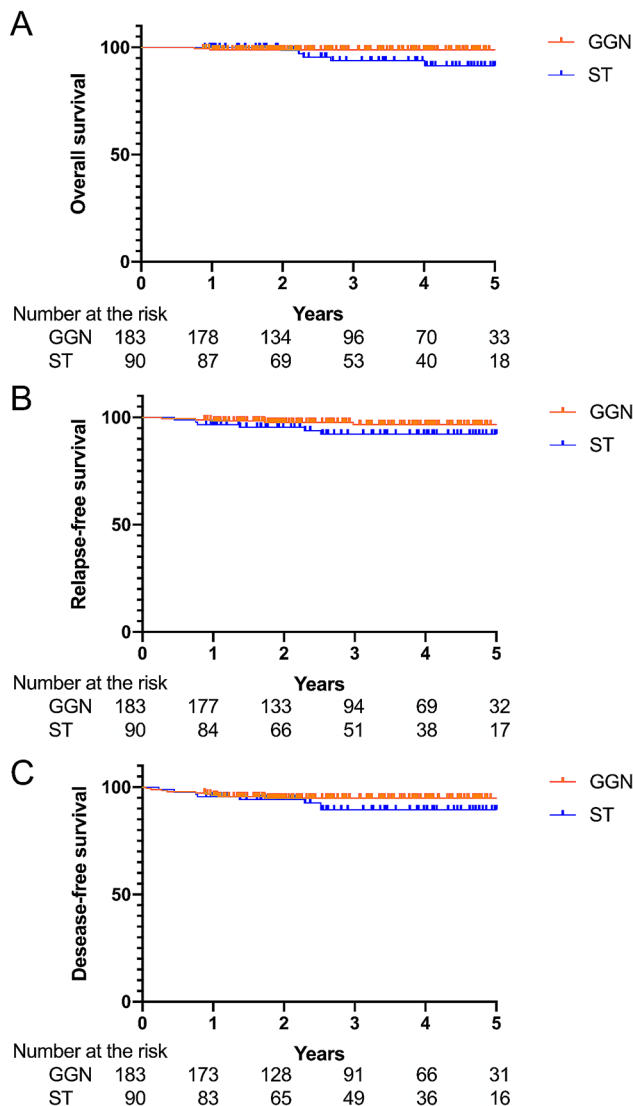 A
Overall survival
100
50
0
0 1 2 3 4 5
Years
GGN
ST
Number at the risk
GGN 183 178 134 96 70 33
ST 90 87 69 53 40 18
B
Relapse-free survival
100
50
0
0 1 2 3 4 5
Years
GGN
ST
Number at the risk
GGN 183 177 133 94 69 32
ST 90 84 66 51 38 17
C
Desease-free survival
100
50
0
0 1 2 3 4 5
Years
GGN
ST
Number at the risk
GGN 183 173 128 91 66 31
ST 90 83 65 49 36 16